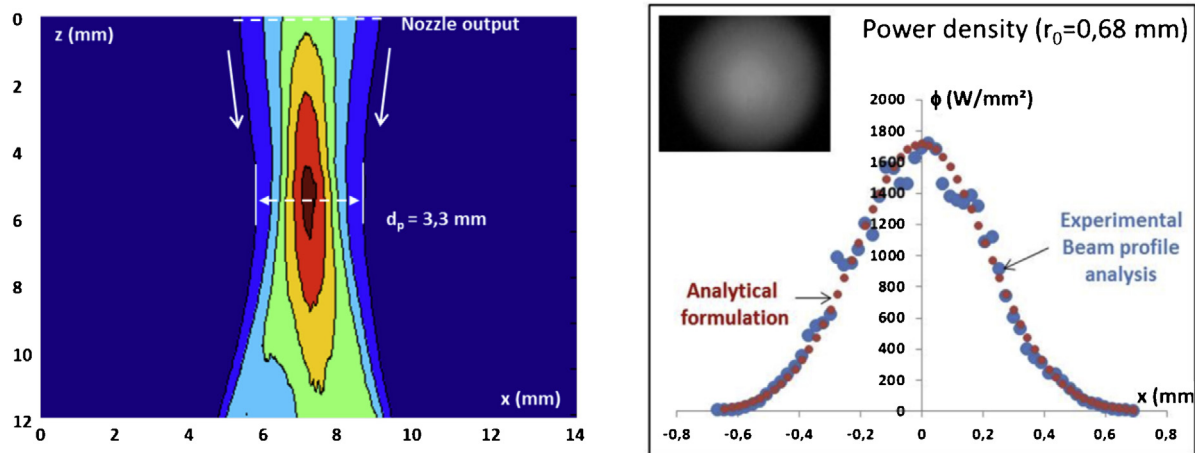 z (mm)
Nozzle output
dp = 3,3 mm
x (mm)
0
2
4
6
8
10
12
0
2
4
6
8
10
12
14
Power density (r0=0,68 mm)
ϕ (W/mm²)
2000
1800
1600
1400
1200
1000
800
600
400
200
0
Experimental
Beam profile
analysis
Analytical
formulation
x (mm
-0,8
-0,6
-0,4
-0,2
0
0,2
0,4
0,6
0,8